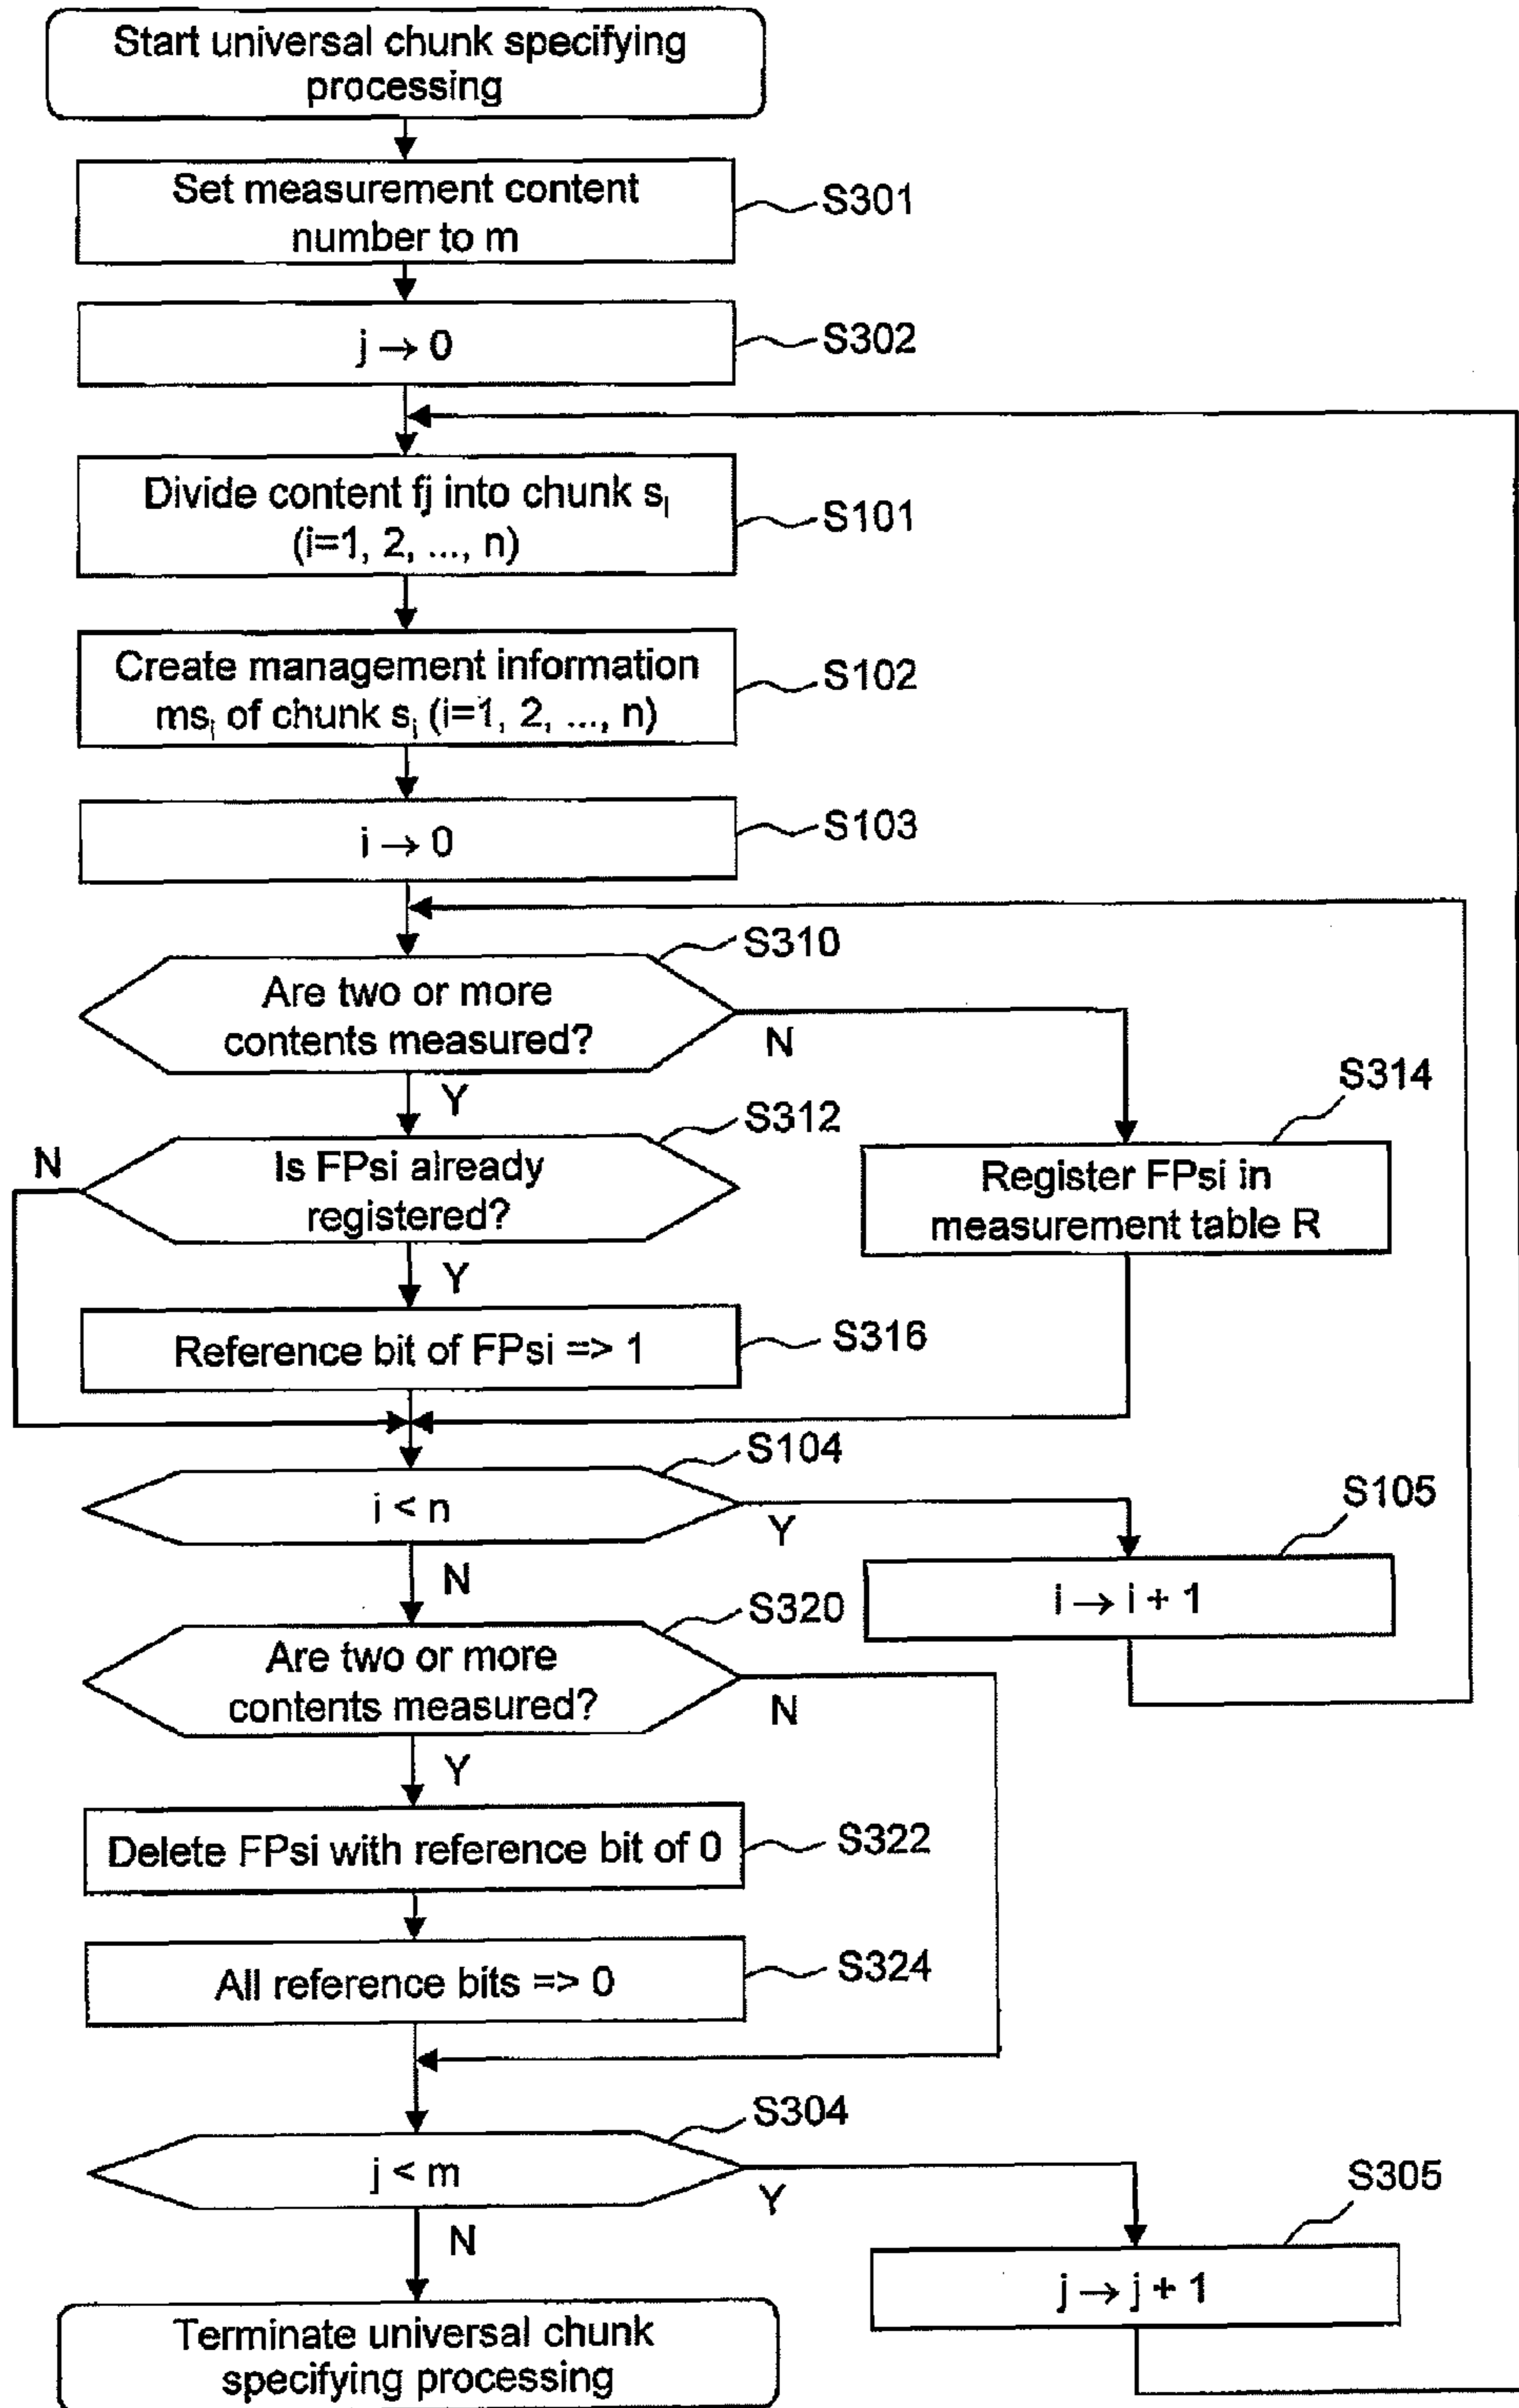 Start universal chunk specifying
processing
Set measurement content
number to m
S301
j → 0
S302
Divide content fj into chunk si
(i=1, 2, ..., n)
S101
Create management information
msi of chunk si (i=1, 2, ..., n)
S102
i → 0
S103
S310
Are two or more
contents measured?
N
Y
S314
S312
N
Is FPsi already
registered?
Register FPsi in
measurement table R
Y
Reference bit of FPsi => 1
S316
S104
i < n
Y
S105
N
i → i + 1
S320
Are two or more
contents measured?
N
Y
Delete FPsi with reference bit of 0
S322
All reference bits => 0
S324
S304
j < m
Y
S305
N
j → j + 1
Terminate universal chunk
specifying processing